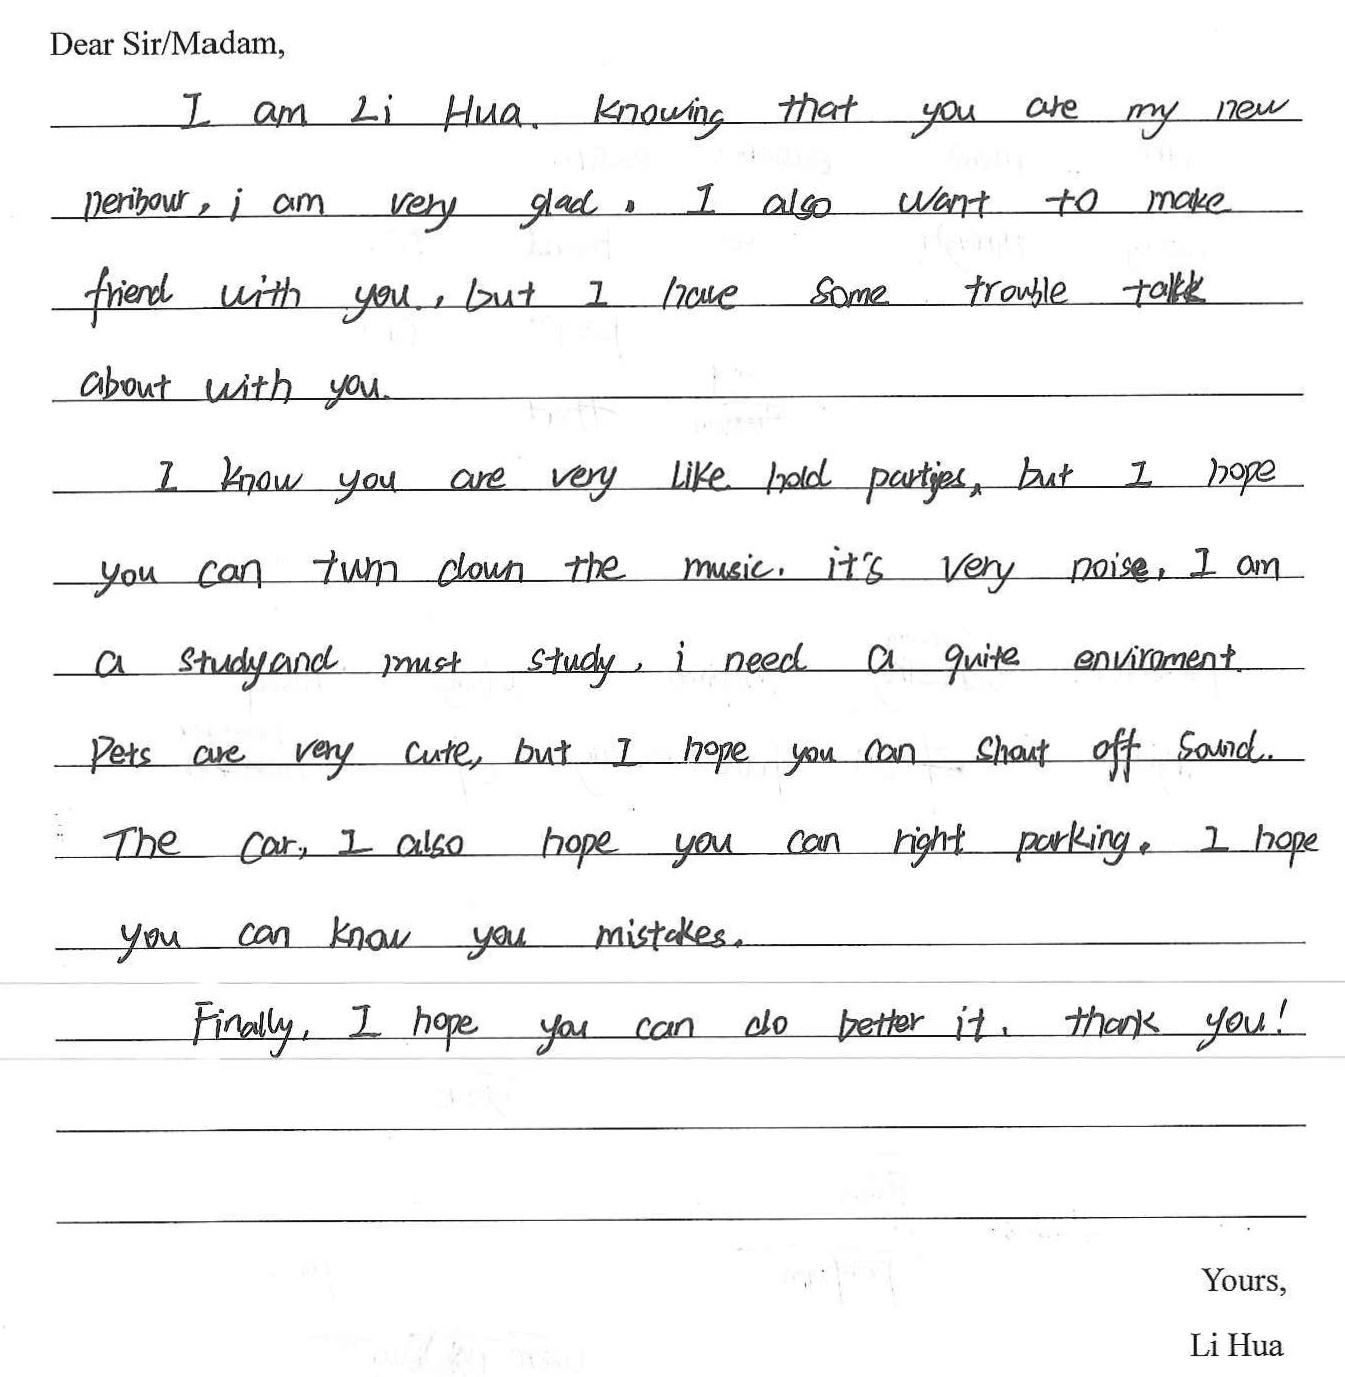 Dear Sir/Madam,
I am Li Hua. Knowing that you are my new
neribour, i am very glad. I also want to make
friend with you, but I have some trouble talk
about with you.
I know you are very like hold parties, but I hope
you can turn down the music. it's very noise, I am
a study and must study, i need a quite enviroment.
Pets are very cute, but I hope you can shout off sound.
The car, I also hope you can right parking. I hope
you can know you mistakes.
Finally, I hope you can do better it. thank you!
Yours,
Li Hua